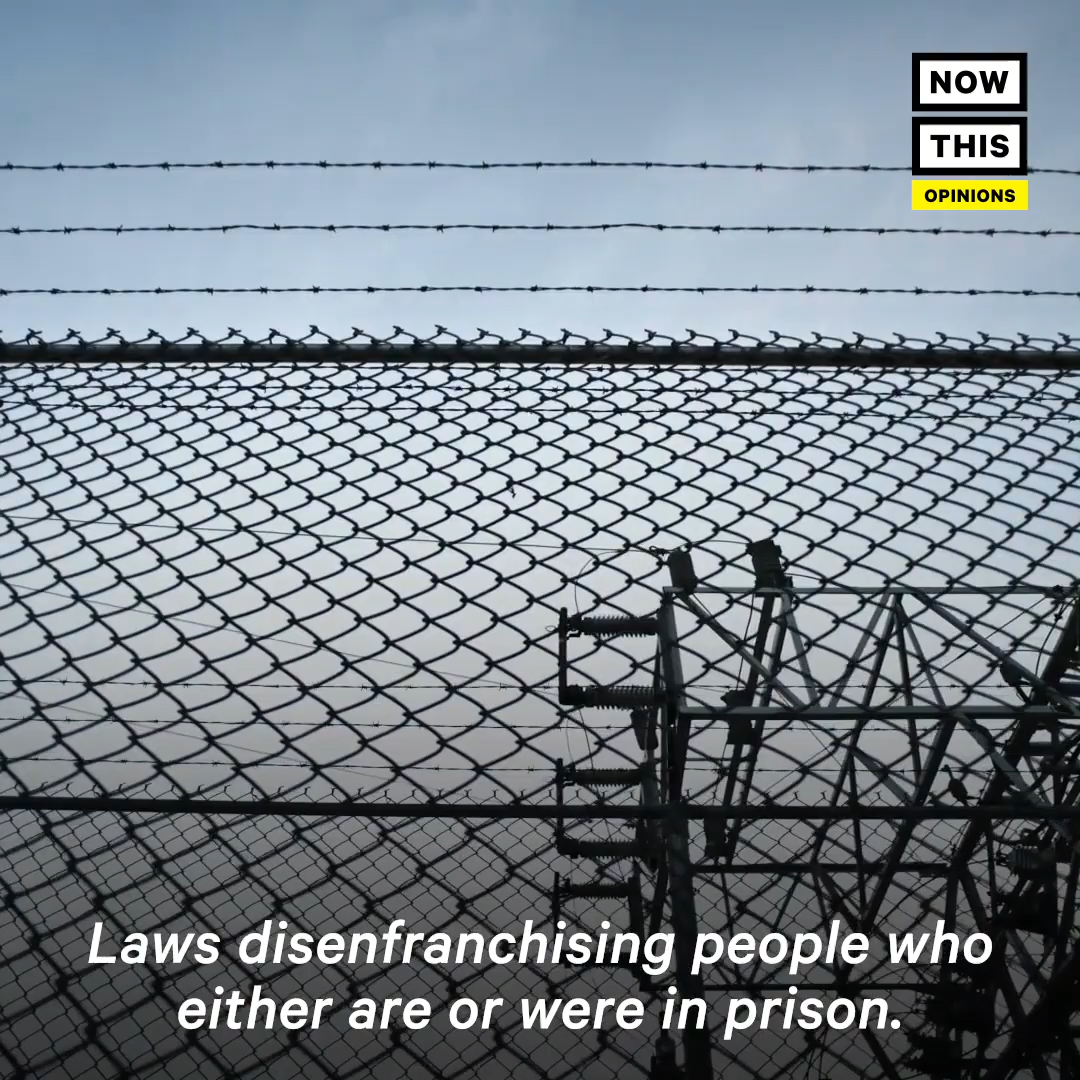 NOW
THIS
OPINIONS
Laws disenfranchising people who
either are or were in prison.